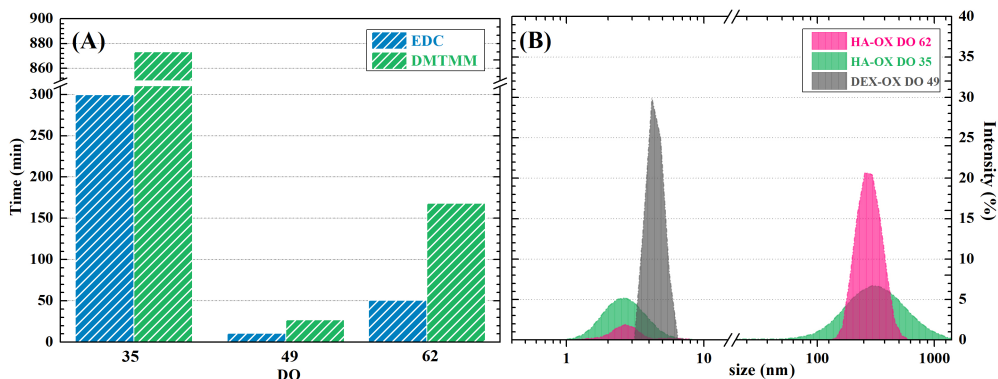 (A)
EDC
DMTMM
Time (min)
900
880
860
300
250
200
150
100
50
0
35
49
62
DO
(B)
HA-OX DO 62
HA-OX DO 35
DEX-OX DO 49
40
35
30
25
20
15
10
5
0
Intensity (%)
1
10
100
1000
size (nm)